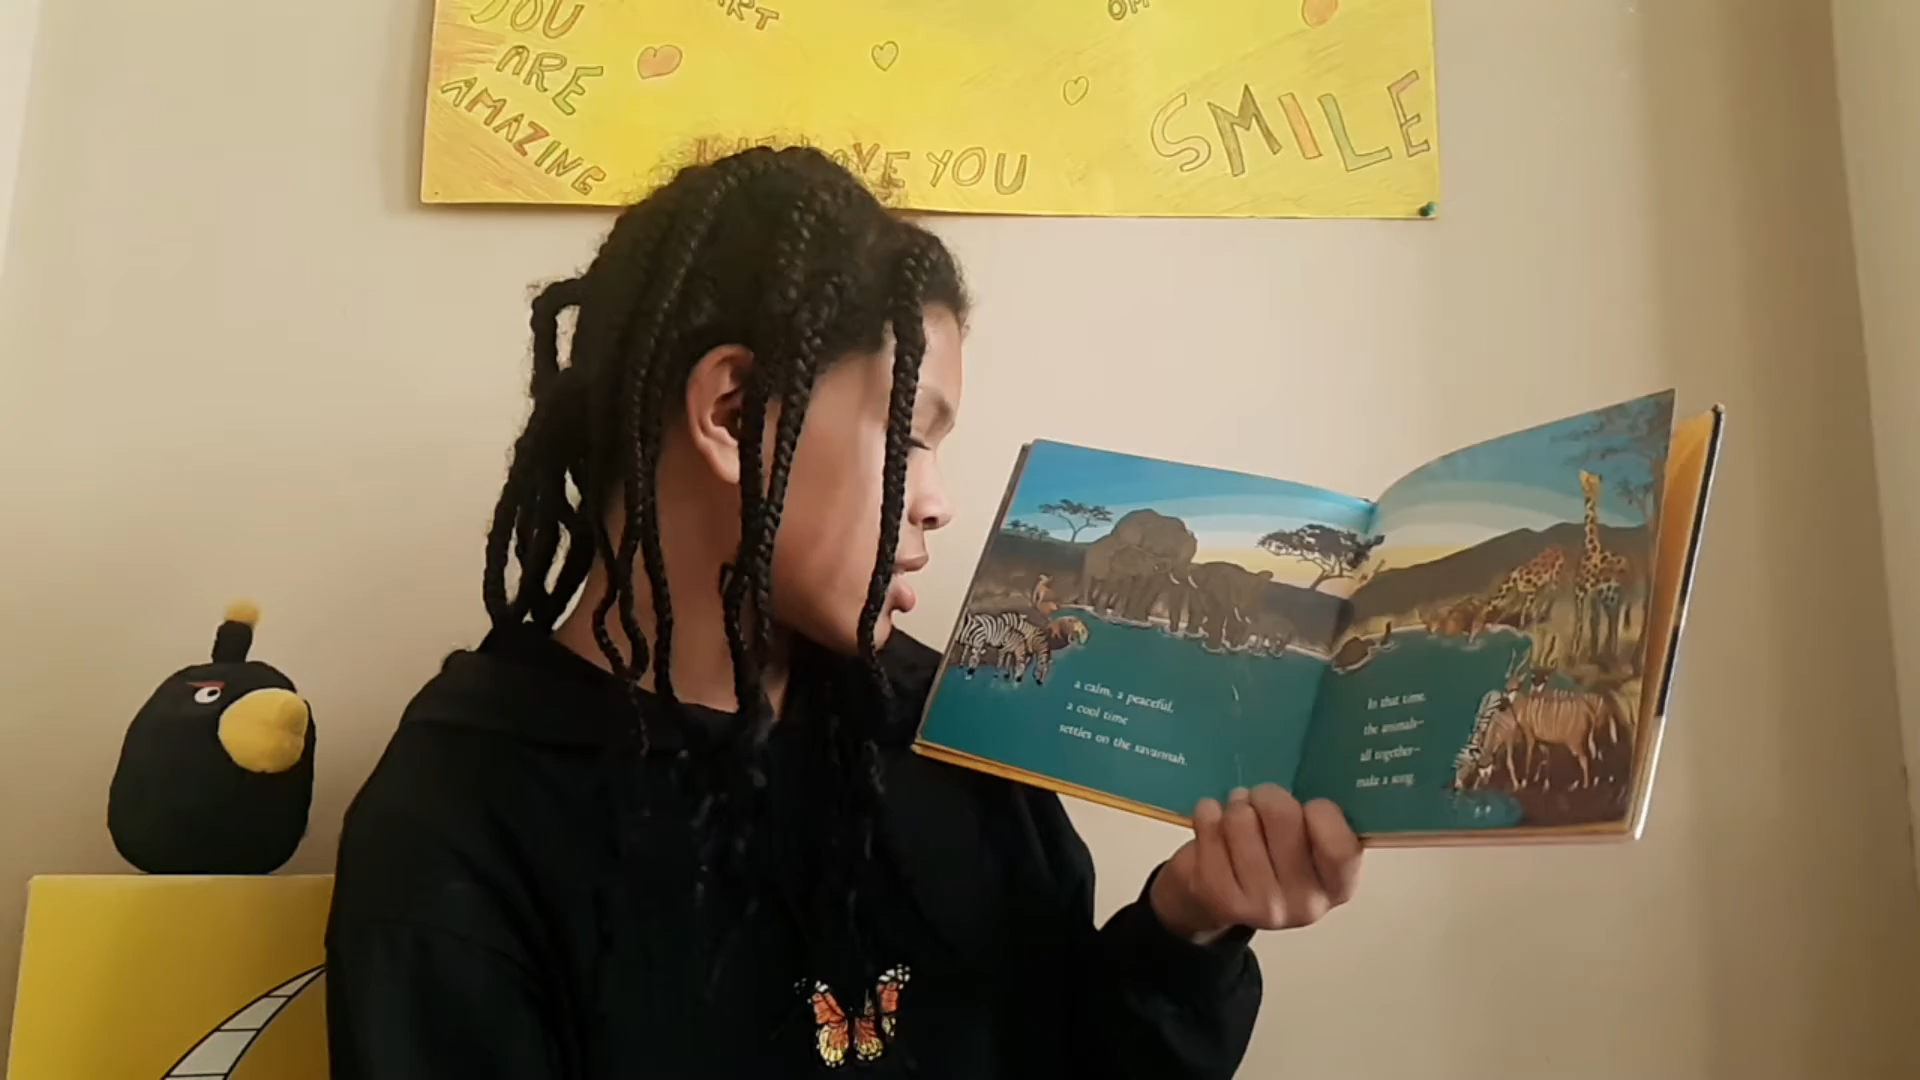 YOU
ARE
AMAZING
LOVE YOU
SMILE
a calm, a peaceful,
a cool time
settles on the savannah.
In that time,
the animals—
all together—
make a song.